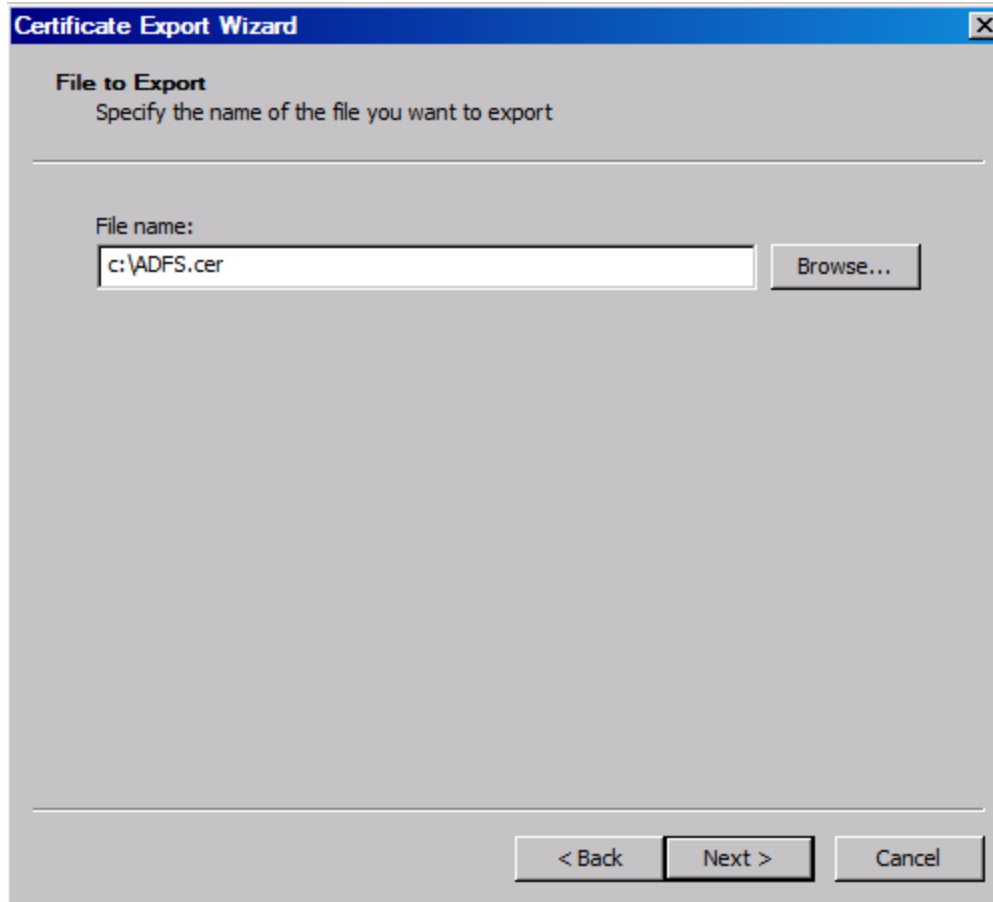 Certificate Export Wizard
File to Export
Specify the name of the file you want to export
File name:
c:\ADFS.cer
Browse...
< Back
Next >
Cancel